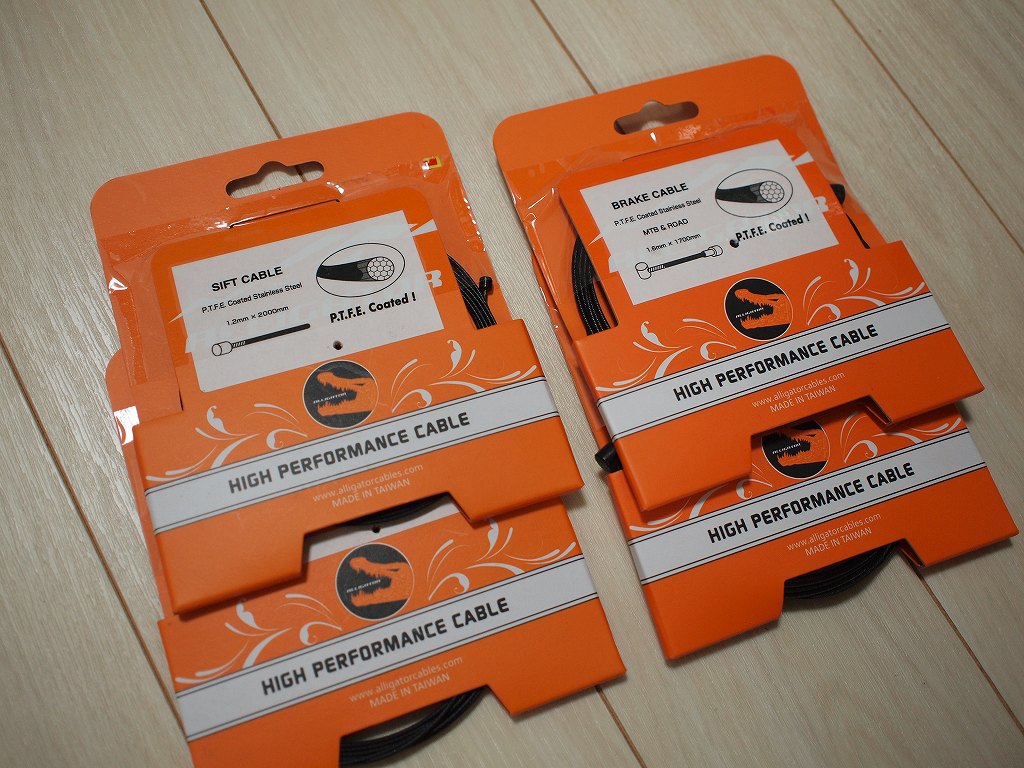 SIFT CABLE
P.T.F.E. Coated Stainless Steel
1.2mm × 2000mm
P.T.F.E. Coated !
ALLIGATOR
HIGH PERFORMANCE CABLE
www.alligatorcables.com
MADE IN TAIWAN
ALLIGATOR
HIGH PERFORMANCE CABLE
www.alligatorcables.com
MADE IN TAIWAN
BRAKE CABLE
P.T.F.E. Coated Stainless Steel
MTB & ROAD
1.6mm × 1700mm
P.T.F.E. Coated !
ALLIGATOR
HIGH PERFORMANCE CABLE
www.alligatorcables.com
MADE IN TAIWAN
ALLIGATOR
HIGH PERFORMANCE CABLE
www.alligatorcables.com
MADE IN TAIWAN